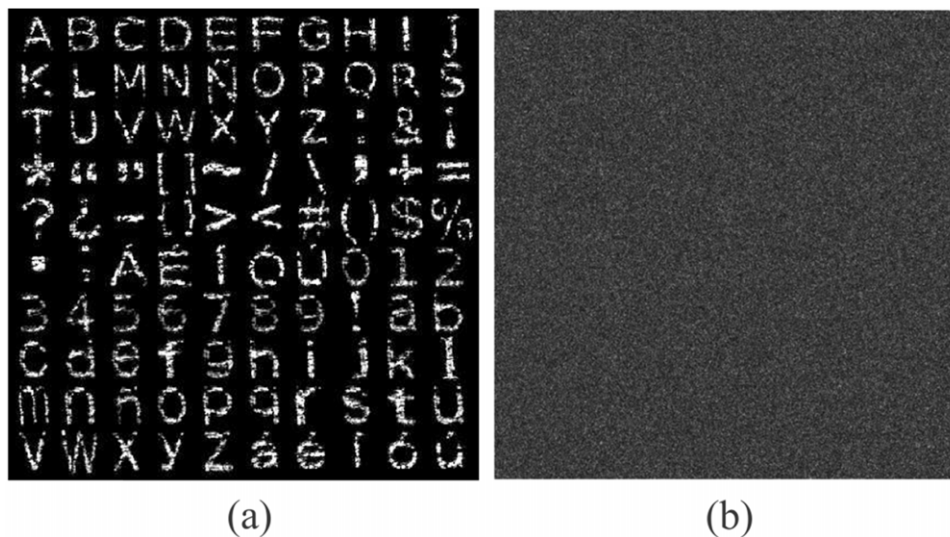 A B C D E F G H I J
K L M N Ñ O P Q R S
T U V W X Y Z : & ¡
* “ ” [ ] ~ / \ ' + =
? ¿ - { } > < # ( ) $ %
. ; Á É Í Ó Ú 0 1 2
3 4 5 6 7 8 9 ! a b
c d e f g h i j k l
m n ñ o p q r s t u
v w x y z á é í ó ú
(a) (b)